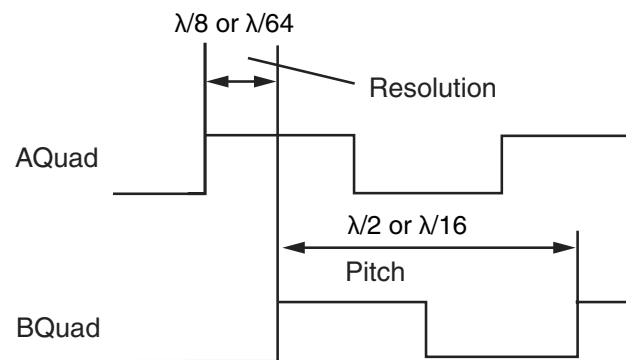 λ/8 or λ/64
Resolution
AQuad
λ/2 or λ/16
Pitch
BQuad